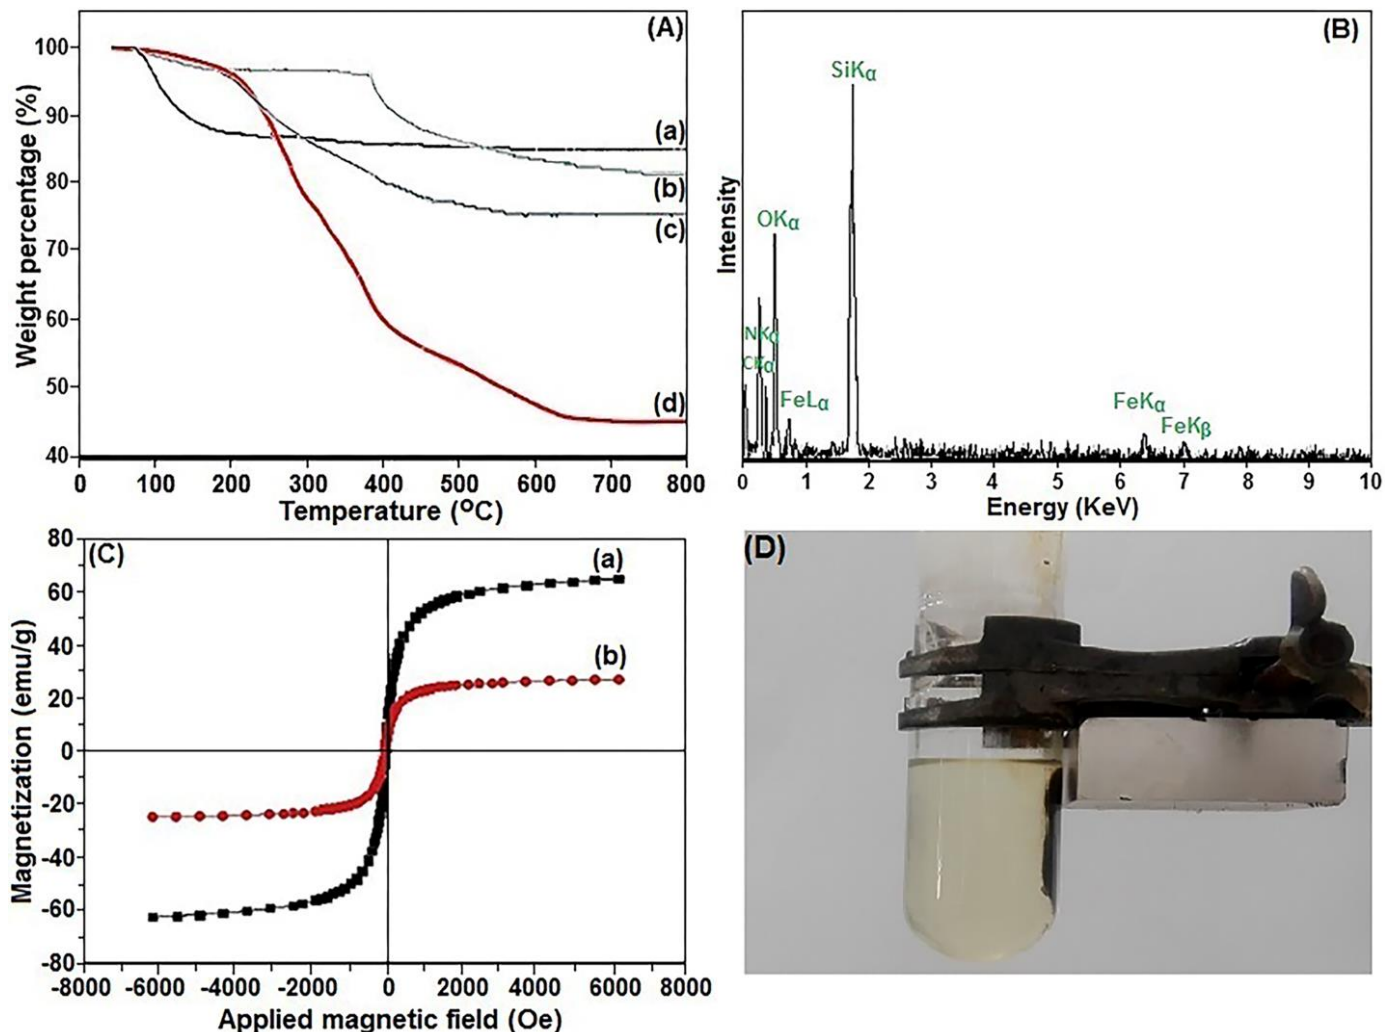 (A)
100
90
80
70
60
50
40
Weight percentage (%)
(a)
(b)
(c)
(d)
0 100 200 300 400 500 600 700 800
Temperature (°C)
(B)
SiKα
OKα
NKα
CKα
FeLα
FeKα
FeKβ
Intensity
0 1 2 3 4 5 6 7 8 9 10
Energy (KeV)
(C)
80
60
40
20
0
-20
-40
-60
-80
Magnetization (emu/g)
(a)
(b)
-8000 -6000 -4000 -2000 0 2000 4000 6000 8000
Applied magnetic field (Oe)
(D)